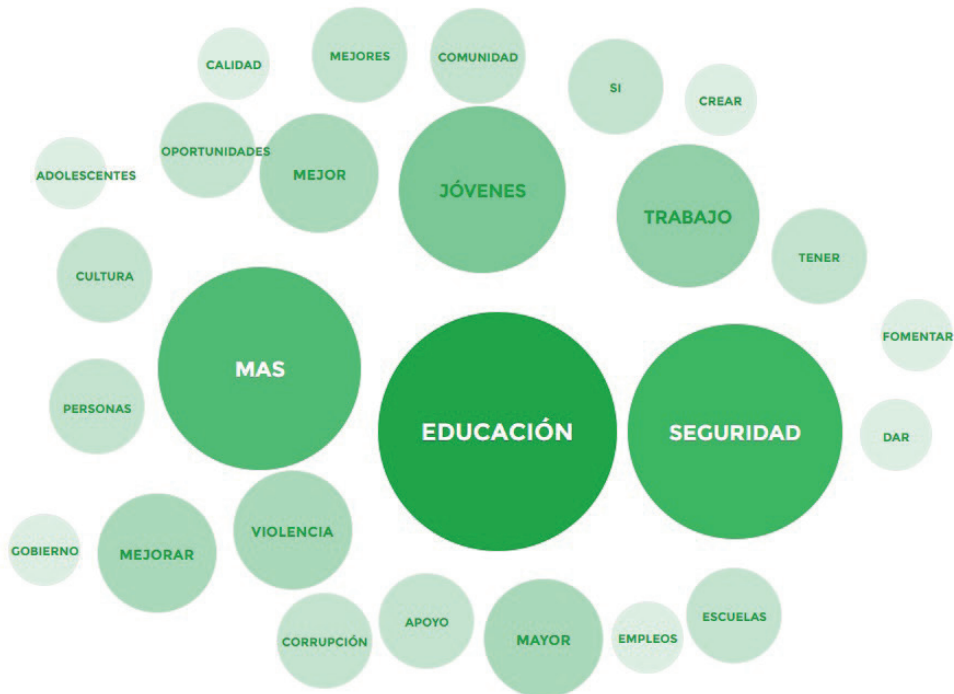 MEJORES
COMUNIDAD
CALIDAD
SI
CREAR
OPORTUNIDADES
ADOLESCENTES
MEJOR
JÓVENES
TRABAJO
TENER
CULTURA
FOMENTAR
MAS
PERSONAS
EDUCACIÓN
SEGURIDAD
DAR
VIOLENCIA
GOBIERNO
MEJORAR
ESCUELAS
APOYO
CORRUPCIÓN
MAYOR
EMPLEOS